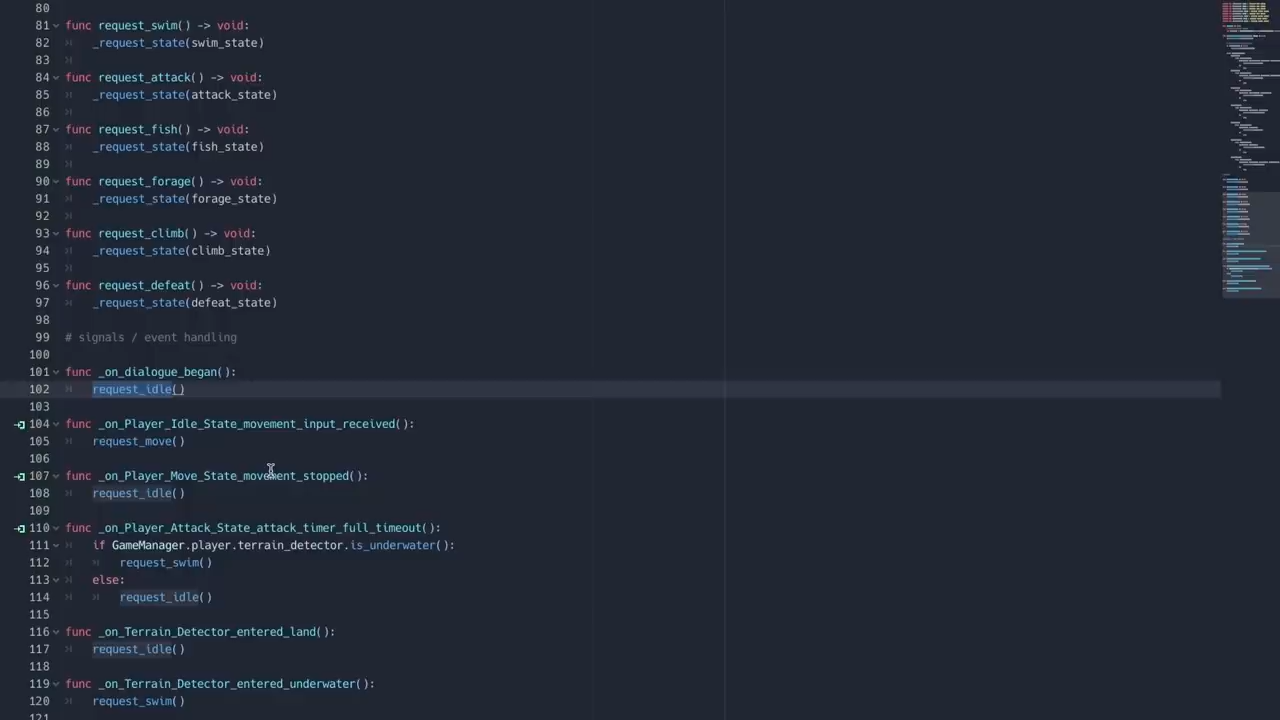 80
81 func request_swim() -> void:
82 _request_state(swim_state)
83
84 func request_attack() -> void:
85 _request_state(attack_state)
86
87 func request_fish() -> void:
88 _request_state(fish_state)
89
90 func request_forage() -> void:
91 _request_state(forage_state)
92
93 func request_climb() -> void:
94 _request_state(climb_state)
95
96 func request_defeat() -> void:
97 _request_state(defeat_state)
98
99 # signals / event handling
100
101 func _on_dialogue_began():
102 request_idle()
103
104 func _on_Player_Idle_State_movement_input_received():
105 request_move()
106
107 func _on_Player_Move_State_movement_stopped():
108 request_idle()
109
110 func _on_Player_Attack_State_attack_timer_full_timeout():
111 if GameManager.player.terrain_detector.is_underwater():
112 request_swim()
113 else:
114 request_idle()
115
116 func _on_Terrain_Detector_entered_land():
117 request_idle()
118
119 func _on_Terrain_Detector_entered_underwater():
120 request_swim()
121